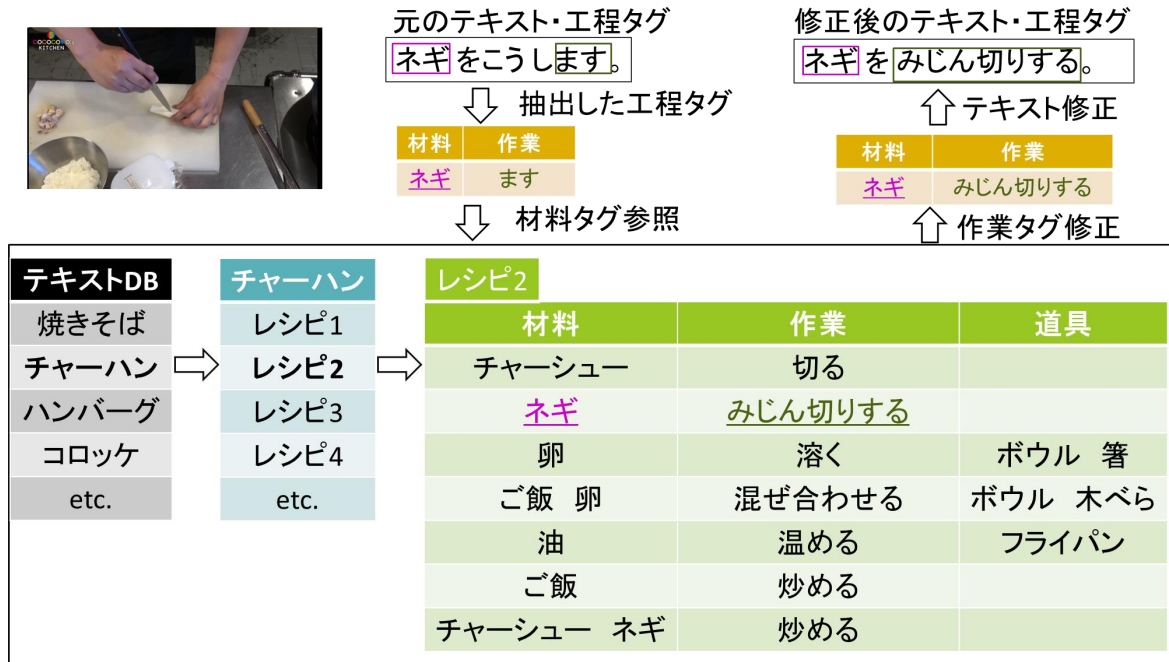 COCOCORO
KITCHEN
元のテキスト・工程タグ
ネギをこうします。
抽出した工程タグ
材料 作業
ネギ ます
材料タグ参照
修正後のテキスト・工程タグ
ネギをみじん切りする。
テキスト修正
材料 作業
ネギ みじん切りする
作業タグ修正
テキストDB
焼きそば
チャーハン
ハンバーグ
コロッケ
etc.
チャーハン
レシピ1
レシピ2
レシピ3
レシピ4
etc.
レシピ2
材料 作業 道具
チャーシュー 切る
ネギ みじん切りする
卵 溶く ボウル 箸
ご飯 卵 混ぜ合わせる ボウル 木べら
油 温める フライパン
ご飯 炒める
チャーシュー ネギ 炒める